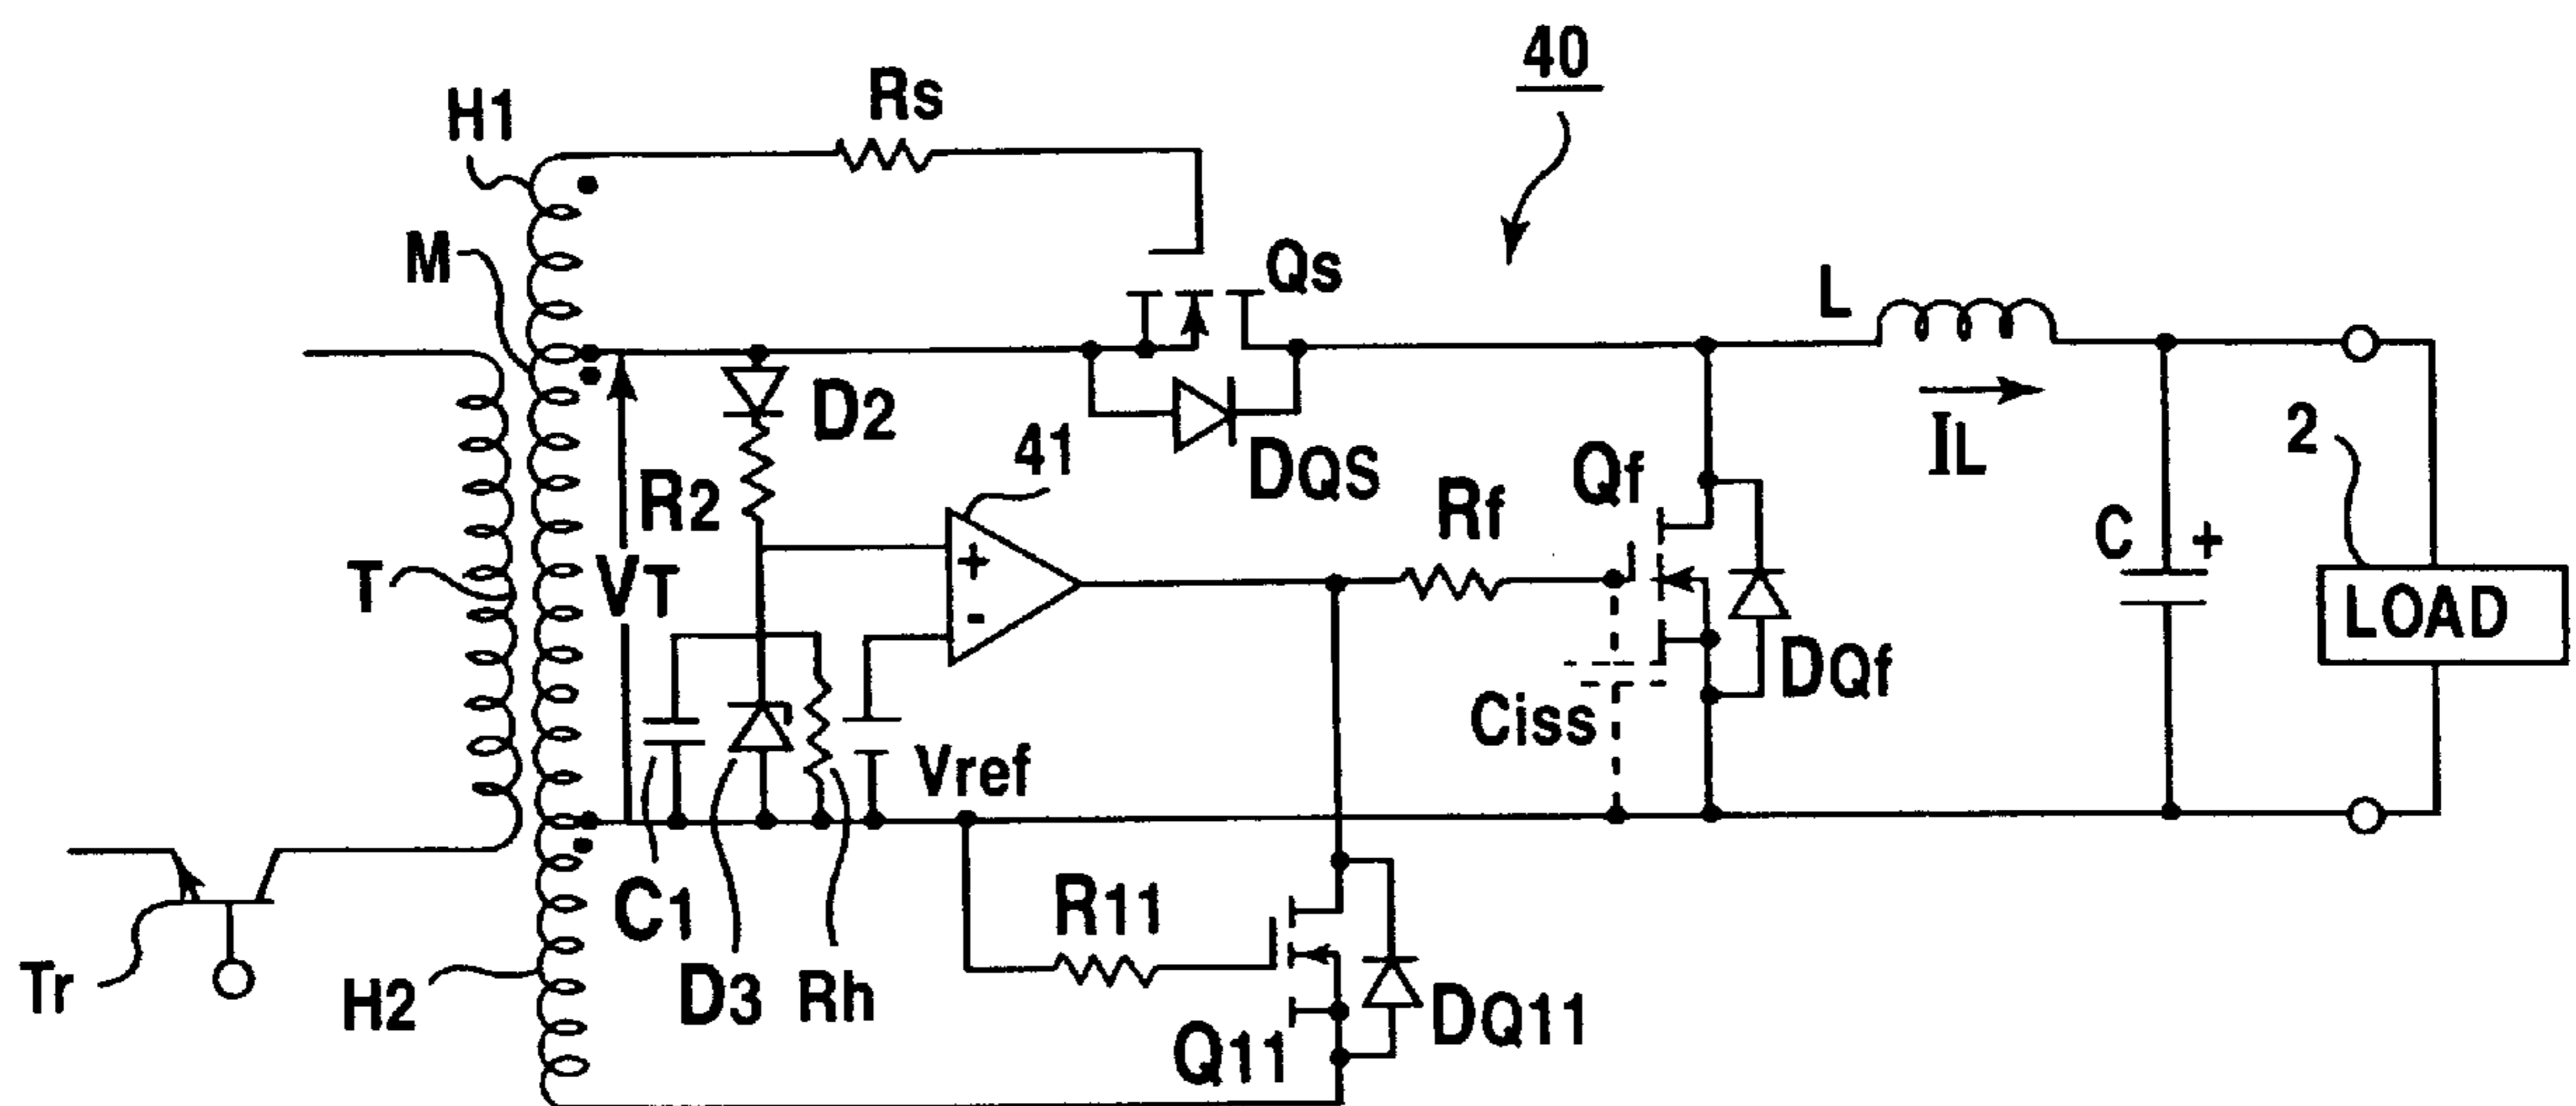 40
H1
Rs
M
Qs
L
D2
41
IL
2
R2
DQS
Rf
Qf
C
+
T
VT
+
-
LOAD
DQf
Ciss
Vref
C1
R11
Tr
H2
D3
Rh
DQ11
Q11